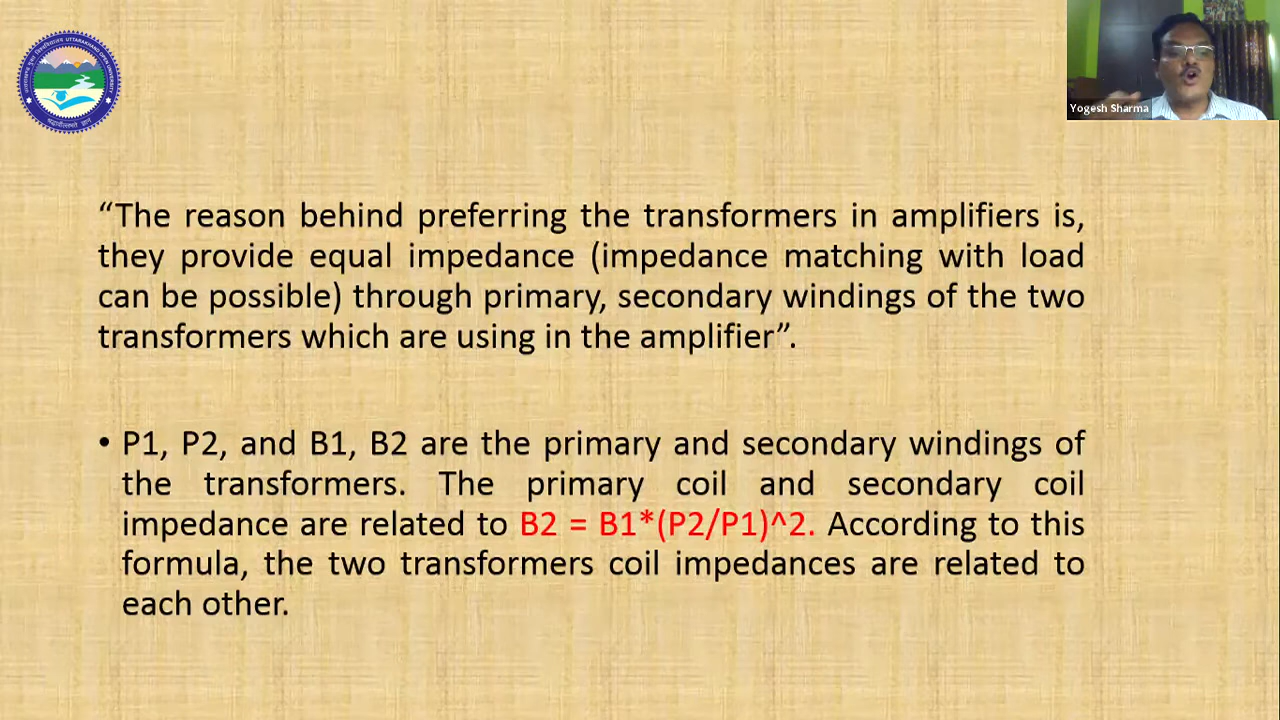 UTTARAKHAND OPEN UNIVERSITY
Yogesh Sharma
“The reason behind preferring the transformers in amplifiers is,
they provide equal impedance (impedance matching with load
can be possible) through primary, secondary windings of the two
transformers which are using in the amplifier”.
• P1, P2, and B1, B2 are the primary and secondary windings of
the transformers. The primary coil and secondary coil
impedance are related to B2 = B1*(P2/P1)^2. According to this
formula, the two transformers coil impedances are related to
each other.